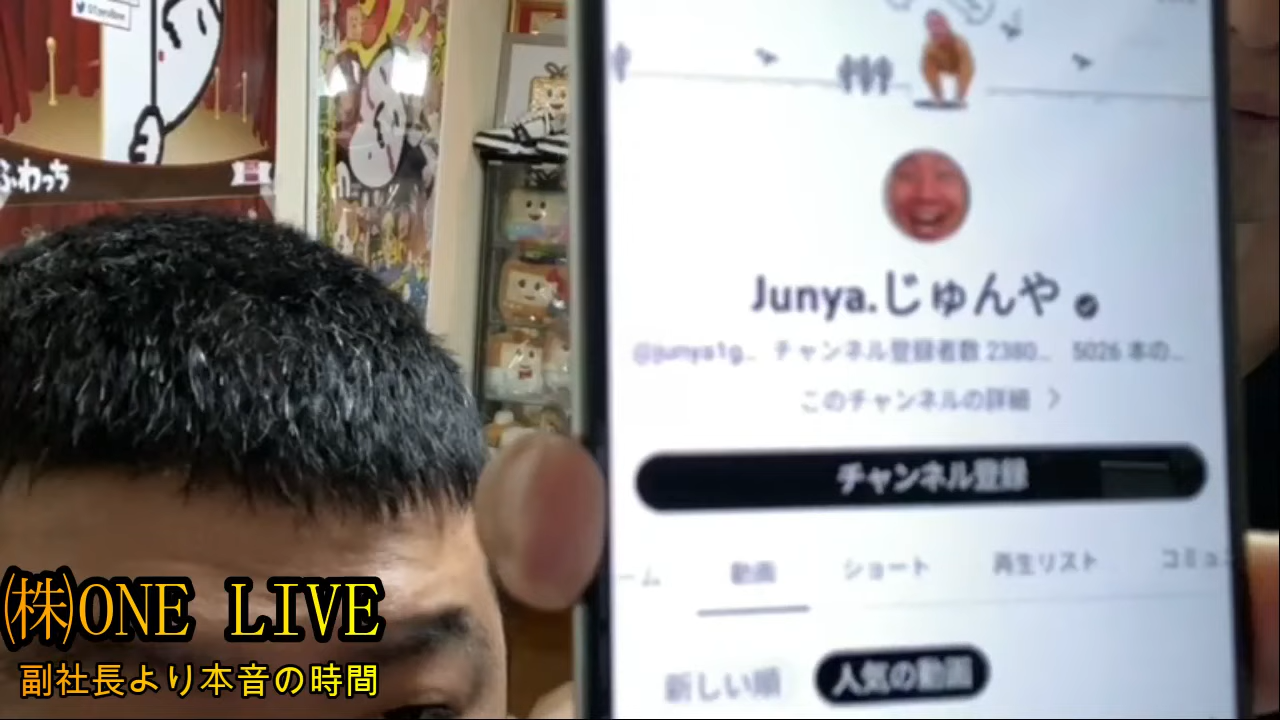 ふわっち
Junya.じゅんや
@junya1g… チャンネル登録者数 2380… 5026 本の…
このチャンネルの詳細 >
チャンネル登録
ーム 動画 ショート 再生リスト コミュ
新しい順 人気の動画
㈱ONE LIVE
副社長より本音の時間